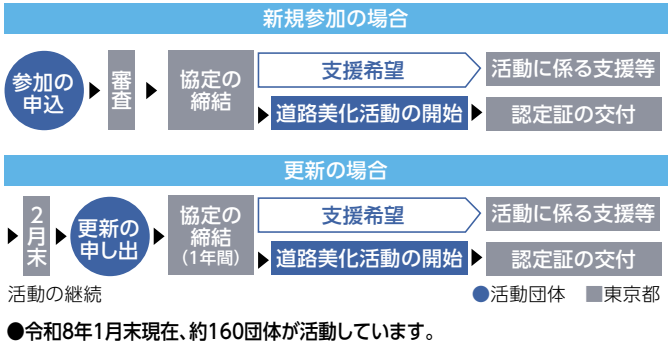 新規参加の場合
参加の
申込
審査
協定の
締結
支援希望
活動に係る支援等
道路美化活動の開始
認定証の交付
更新の場合
2月末
更新の
申し出
協定の
締結
(1年間)
支援希望
活動に係る支援等
道路美化活動の開始
認定証の交付
活動の継続
●活動団体 ■東京都
●令和8年1月末現在、約160団体が活動しています。